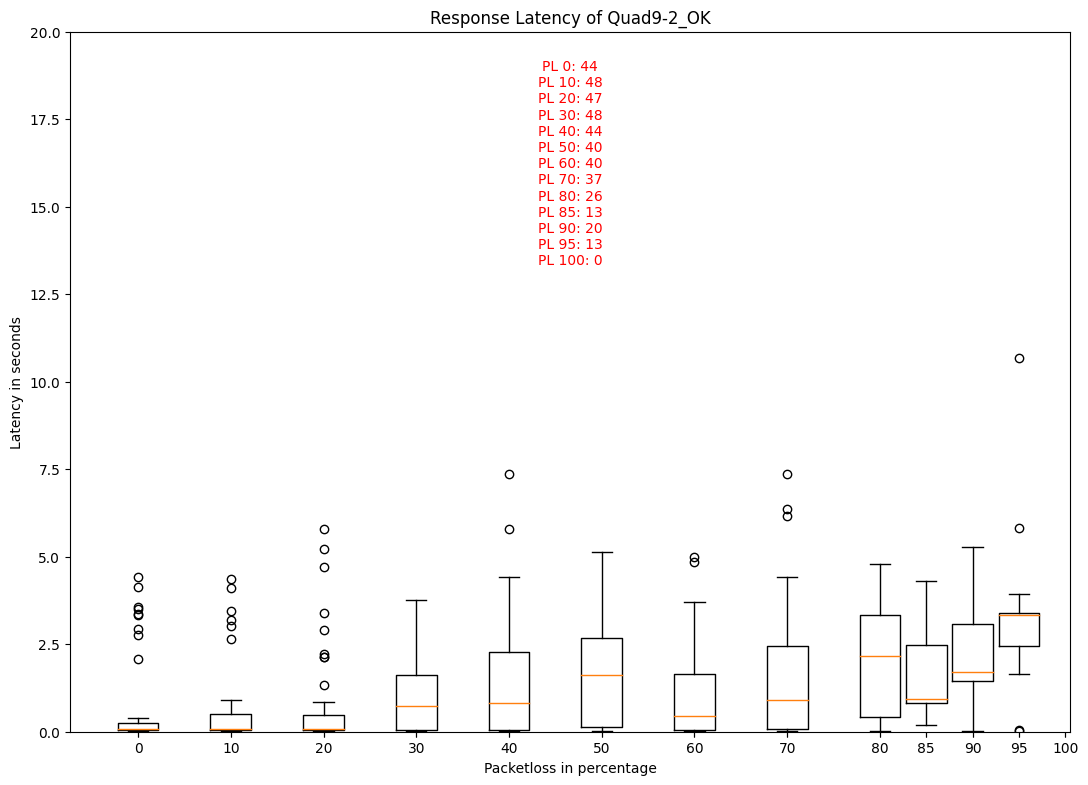 Response Latency of Quad9-2_OK
20.0
17.5
15.0
12.5
10.0
7.5
5.0
2.5
0.0
Latency in seconds
PL 0: 44
PL 10: 48
PL 20: 47
PL 30: 48
PL 40: 44
PL 50: 40
PL 60: 40
PL 70: 37
PL 80: 26
PL 85: 13
PL 90: 20
PL 95: 13
PL 100: 0
0 10 20 30 40 50 60 70 80 85 90 95 100
Packetloss in percentage